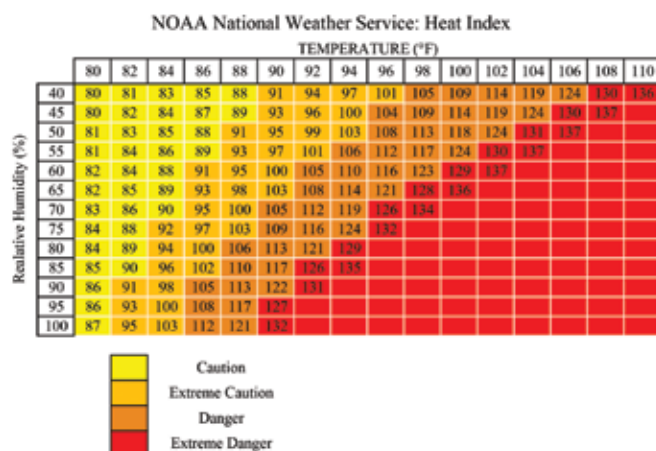 NOAA National Weather Service: Heat Index
TEMPERATURE (°F)
80 82 84 86 88 90 92 94 96 98 100 102 104 106 108 110
Realative Humidity (%)
40 80 81 83 85 88 91 94 97 101 105 109 114 119 124 130 136
45 80 82 84 87 89 93 96 100 104 109 114 119 124 130 137
50 81 83 85 88 91 95 99 103 108 113 118 124 131 137
55 81 84 86 89 93 97 101 106 112 117 124 130 137
60 82 84 88 91 95 100 105 110 116 123 129 137
65 82 85 89 93 98 103 108 114 121 128 136
70 83 86 90 95 100 105 112 119 126 134
75 84 88 92 97 103 109 116 124 132
80 84 89 94 100 106 113 121 129
85 85 90 96 102 110 117 126 135
90 86 91 98 105 113 122 131
95 86 93 100 108 117 127
100 87 95 103 112 121 132
Caution
Extreme Caution
Danger
Extreme Danger